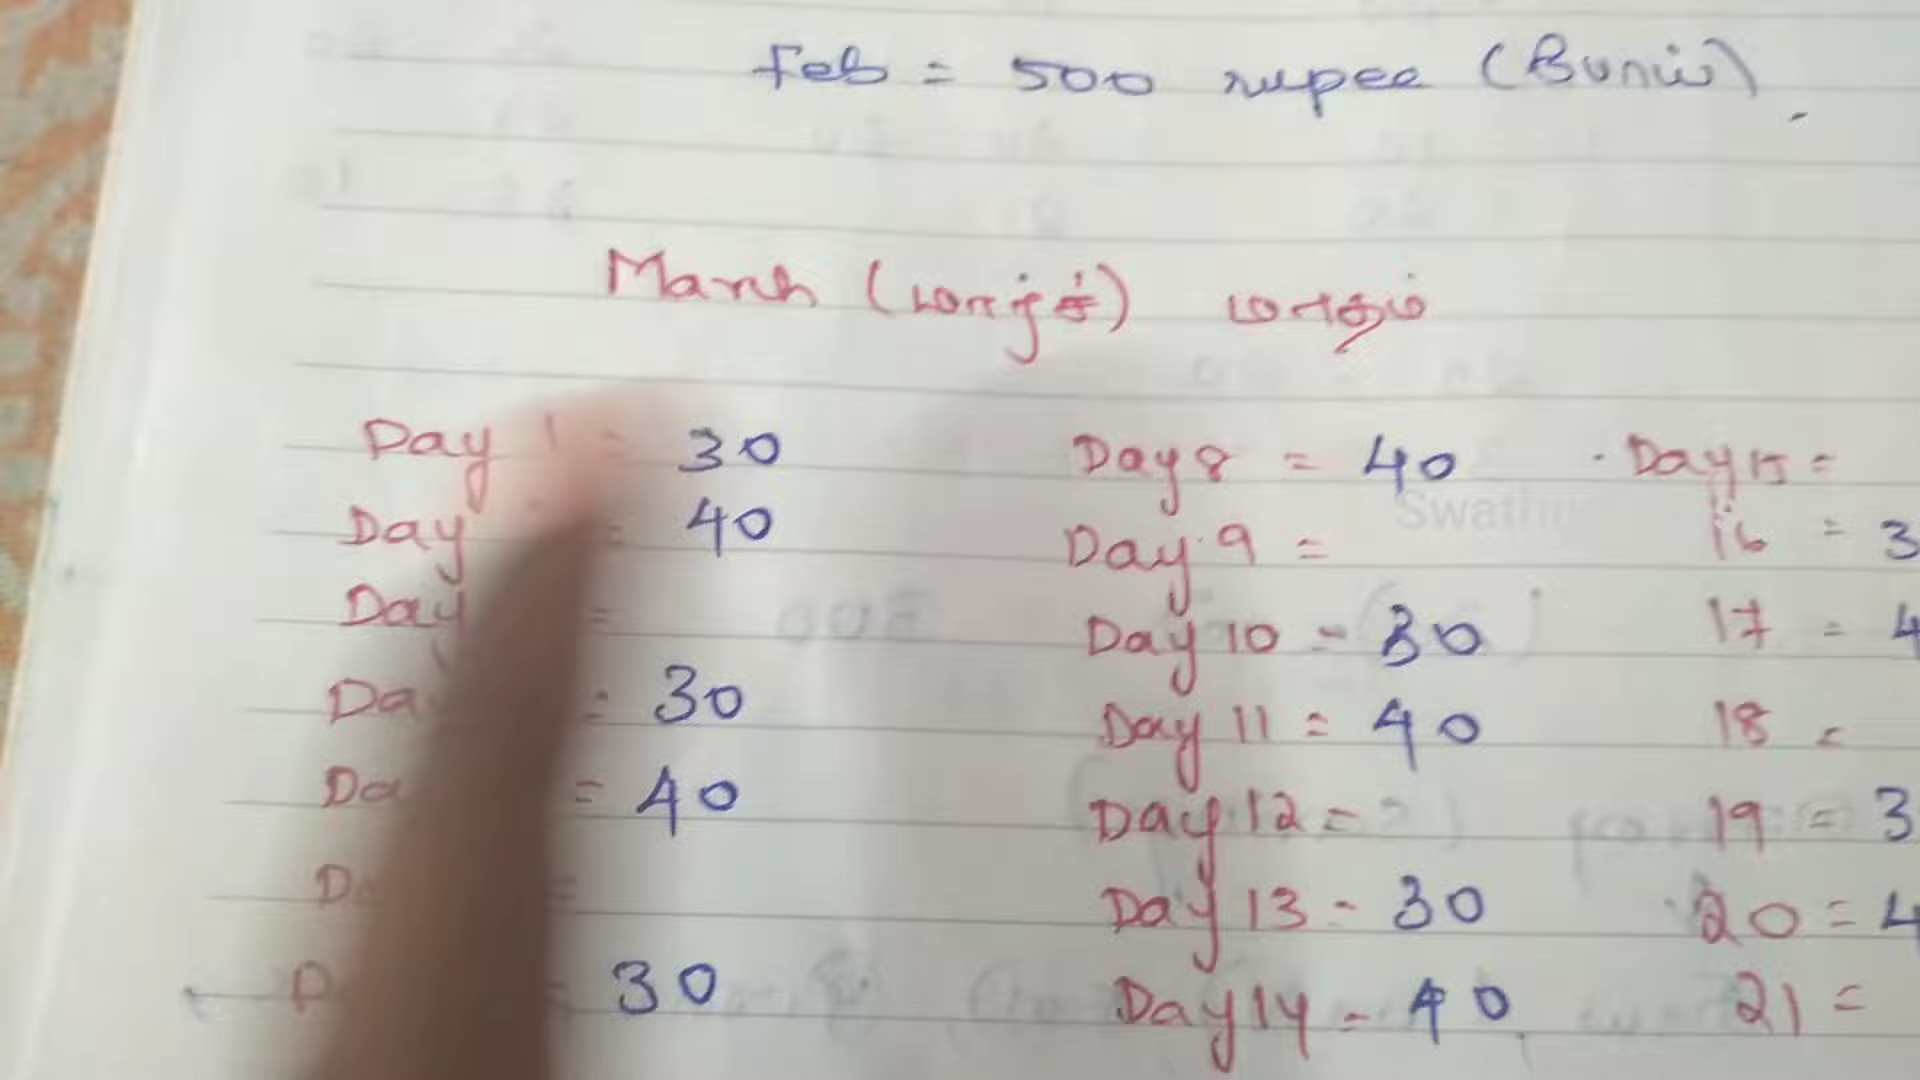 Feb = 500 rupee
March (மார்ச்) மாதம்
Day 1 = 30
Day = 40
Day =
= 30
= 40
=
30
Day 8 = 40
Day 9 =
Day 10 - 30
Day 11 = 40
Day 12 =
Day 13 - 30
Day 14 - 40
Day 15 =
16 = 3
17 = 4
18 =
19 = 3
20 = 4
21 =